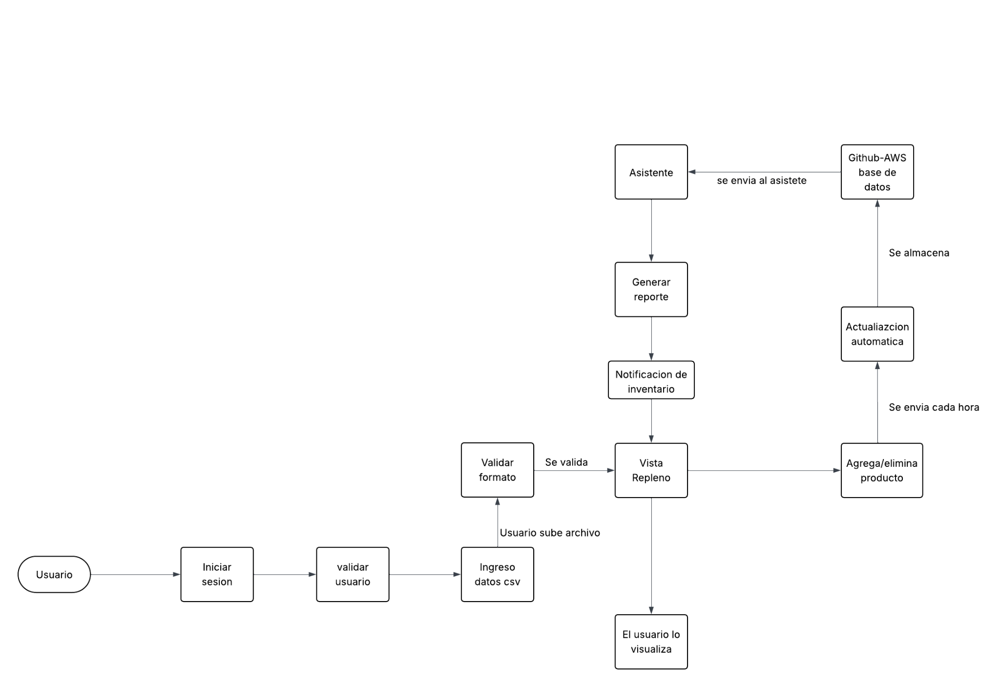 Asistente
se envia al asistete
Github-AWS
base de
datos
Se almacena
Generar
reporte
Actualiazcion
automatica
Notificacion de
inventario
Se envia cada hora
Validar
formato
Se valida
Vista
Repleno
Agrega/elimina
producto
Usuario sube archivo
Usuario
Iniciar
sesion
validar
usuario
Ingreso
datos csv
El usuario lo
visualiza